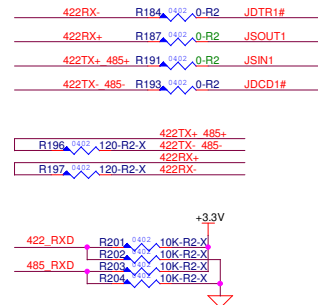 422RX- R184 0402 0-R2 JDTR1#
422RX+ R187 0402 0-R2 JSOUT1
422TX+ 485+ R191 0402 0-R2 JSIN1
422TX- 485- R193 0402 0-R2 JDCD1#
422TX+ 485+
R196 0402 120-R2-X 422TX- 485-
422RX+
R197 0402 120-R2-X 422RX-
+3.3V
422_RXD R201 0402 10K-R2-X
R202 0402 10K-R2-X
485_RXD R203 0402 10K-R2-X
R204 0402 10K-R2-X